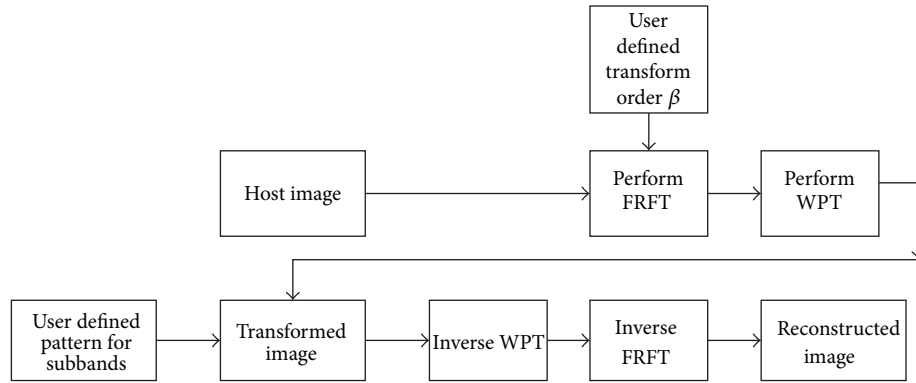 User
defined
transform
order β
Host image
Perform
FRFT
Perform
WPT
User defined
pattern for
subbands
Transformed
image
Inverse WPT
Inverse
FRFT
Reconstructed
image